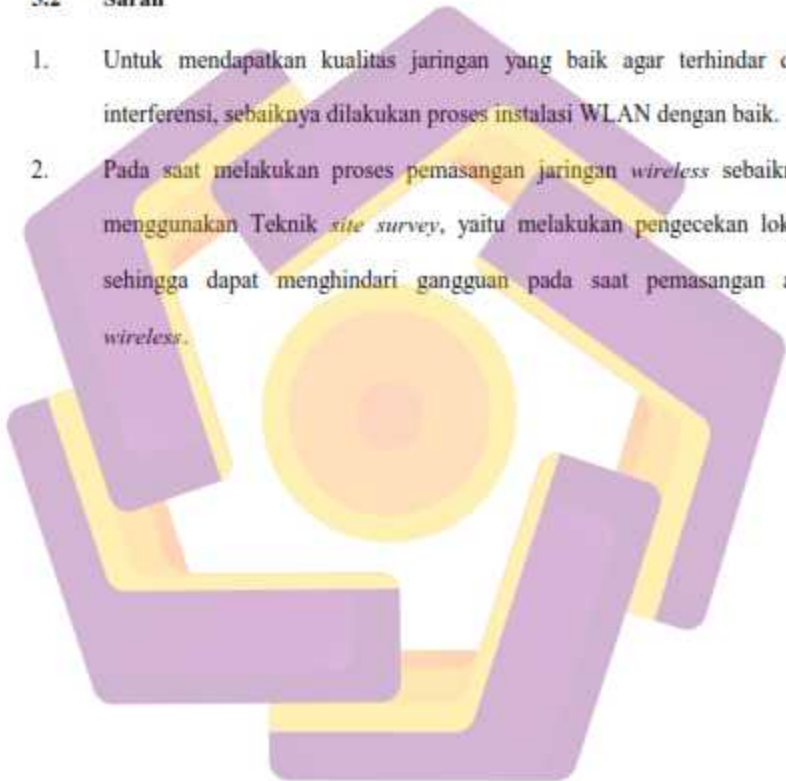 Saran
1. Untuk mendapatkan kualitas jaringan yang baik agar terhindar
interferensi, sebaiknya dilakukan proses instalasi WLAN dengan baik.
2. Pada saat melakukan proses pemasangan jaringan wireless
menggunakan Teknik site survey, yaitu melakukan pengecekan
sehingga dapat menghindari gangguan pada saat pemasangan
wireless.